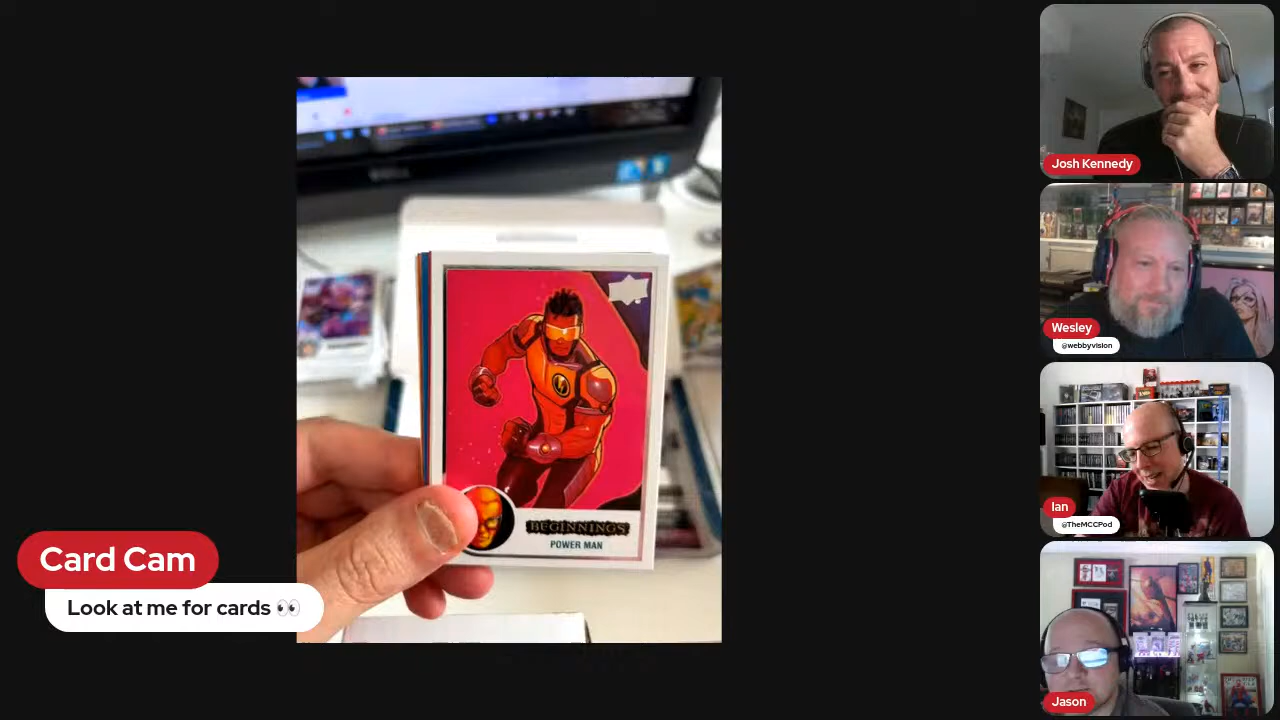 Josh Kennedy
Wesley
@webbyvision
Ian
@TheMCCPod
Jason
BEGINNINGS
POWER MAN
Card Cam
Look at me for cards 👀